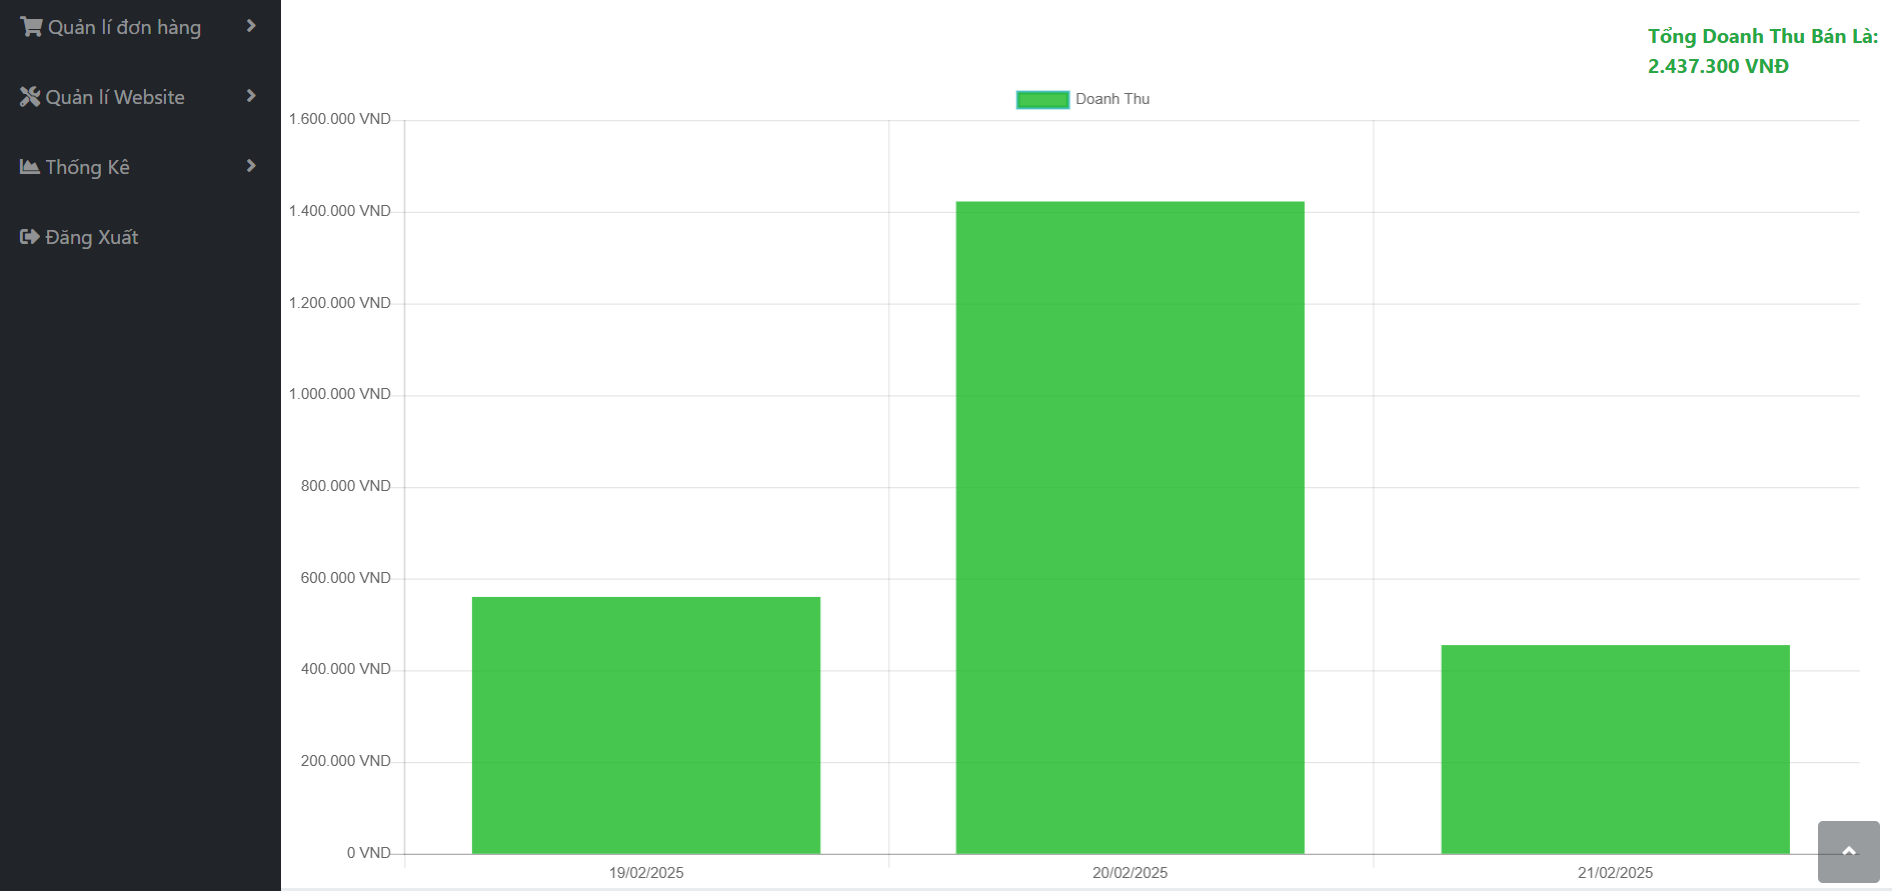 Quản lí đơn hàng
Quản lí Website
Thống Kê
Đăng Xuất
Tổng Doanh Thu Bán Là:
2.437.300 VNĐ
Doanh Thu
1.600.000 VND
1.400.000 VND
1.200.000 VND
1.000.000 VND
800.000 VND
600.000 VND
400.000 VND
200.000 VND
0 VND
19/02/2025
20/02/2025
21/02/2025